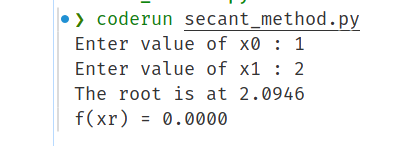 ❯ coderun secant_method.py
Enter value of x0 : 1
Enter value of x1 : 2
The root is at 2.0946
f(xr) = 0.0000